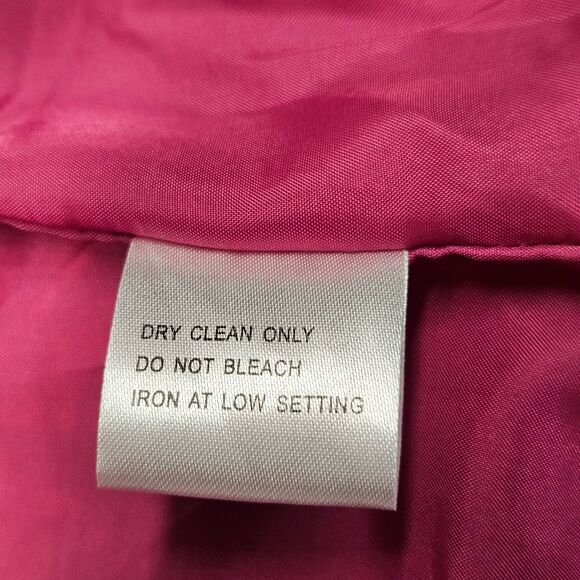 DRY CLEAN ONLY
DO NOT BLEACH
IRON AT LOW SETTING